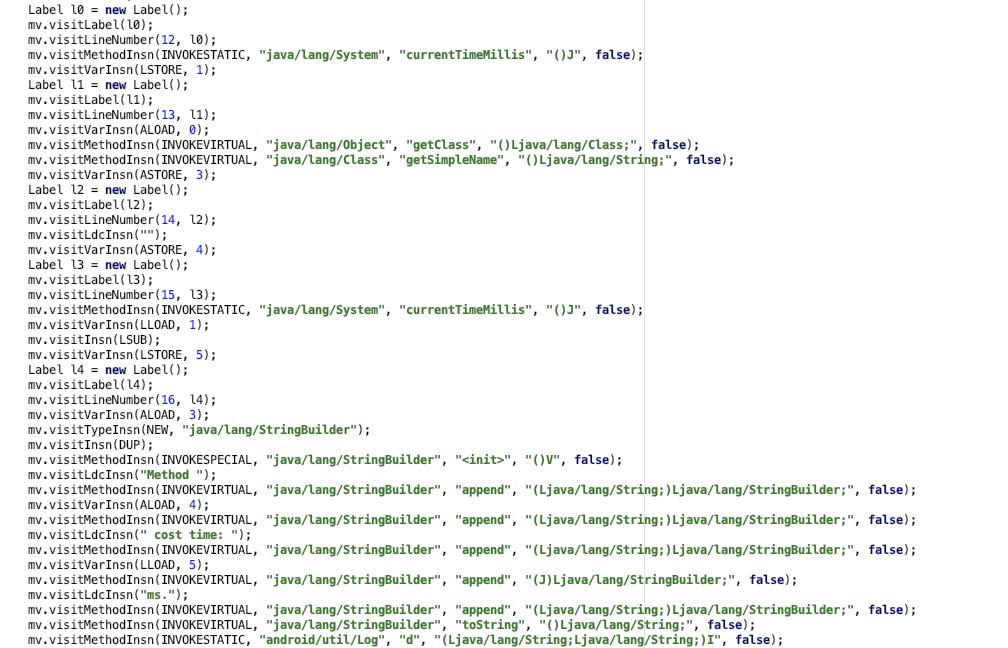 Label l0 = new Label();
mv.visitLabel(l0);
mv.visitLineNumber(12, l0);
mv.visitMethodInsn(INVOKESTATIC, "java/lang/System", "currentTimeMillis", "()J", false);
mv.visitVarInsn(LSTORE, 1);
Label l1 = new Label();
mv.visitLabel(l1);
mv.visitLineNumber(13, l1);
mv.visitVarInsn(ALOAD, 0);
mv.visitMethodInsn(INVOKEVIRTUAL, "java/lang/Object", "getClass", "()Ljava/lang/Class;", false);
mv.visitMethodInsn(INVOKEVIRTUAL, "java/lang/Class", "getSimpleName", "()Ljava/lang/String;", false);
mv.visitVarInsn(ASTORE, 3);
Label l2 = new Label();
mv.visitLabel(l2);
mv.visitLineNumber(14, l2);
mv.visitLdcInsn("");
mv.visitVarInsn(ASTORE, 4);
Label l3 = new Label();
mv.visitLabel(l3);
mv.visitLineNumber(15, l3);
mv.visitMethodInsn(INVOKESTATIC, "java/lang/System", "currentTimeMillis", "()J", false);
mv.visitVarInsn(LLOAD, 1);
mv.visitInsn(LSUB);
mv.visitVarInsn(LSTORE, 5);
Label l4 = new Label();
mv.visitLabel(l4);
mv.visitLineNumber(16, l4);
mv.visitVarInsn(ALOAD, 3);
mv.visitTypeInsn(NEW, "java/lang/StringBuilder");
mv.visitInsn(DUP);
mv.visitMethodInsn(INVOKESPECIAL, "java/lang/StringBuilder", "<init>", "()V", false);
mv.visitLdcInsn("Method ");
mv.visitMethodInsn(INVOKEVIRTUAL, "java/lang/StringBuilder", "append", "(Ljava/lang/String;)Ljava/lang/StringBuilder;", false);
mv.visitVarInsn(ALOAD, 4);
mv.visitMethodInsn(INVOKEVIRTUAL, "java/lang/StringBuilder", "append", "(Ljava/lang/String;)Ljava/lang/StringBuilder;", false);
mv.visitLdcInsn(" cost time: ");
mv.visitMethodInsn(INVOKEVIRTUAL, "java/lang/StringBuilder", "append", "(Ljava/lang/String;)Ljava/lang/StringBuilder;", false);
mv.visitVarInsn(LLOAD, 5);
mv.visitMethodInsn(INVOKEVIRTUAL, "java/lang/StringBuilder", "append", "(J)Ljava/lang/StringBuilder;", false);
mv.visitLdcInsn("ms.");
mv.visitMethodInsn(INVOKEVIRTUAL, "java/lang/StringBuilder", "append", "(Ljava/lang/String;)Ljava/lang/StringBuilder;", false);
mv.visitMethodInsn(INVOKEVIRTUAL, "java/lang/StringBuilder", "toString", "()Ljava/lang/String;", false);
mv.visitMethodInsn(INVOKESTATIC, "android/util/Log", "d", "(Ljava/lang/String;Ljava/lang/String;)I", false);